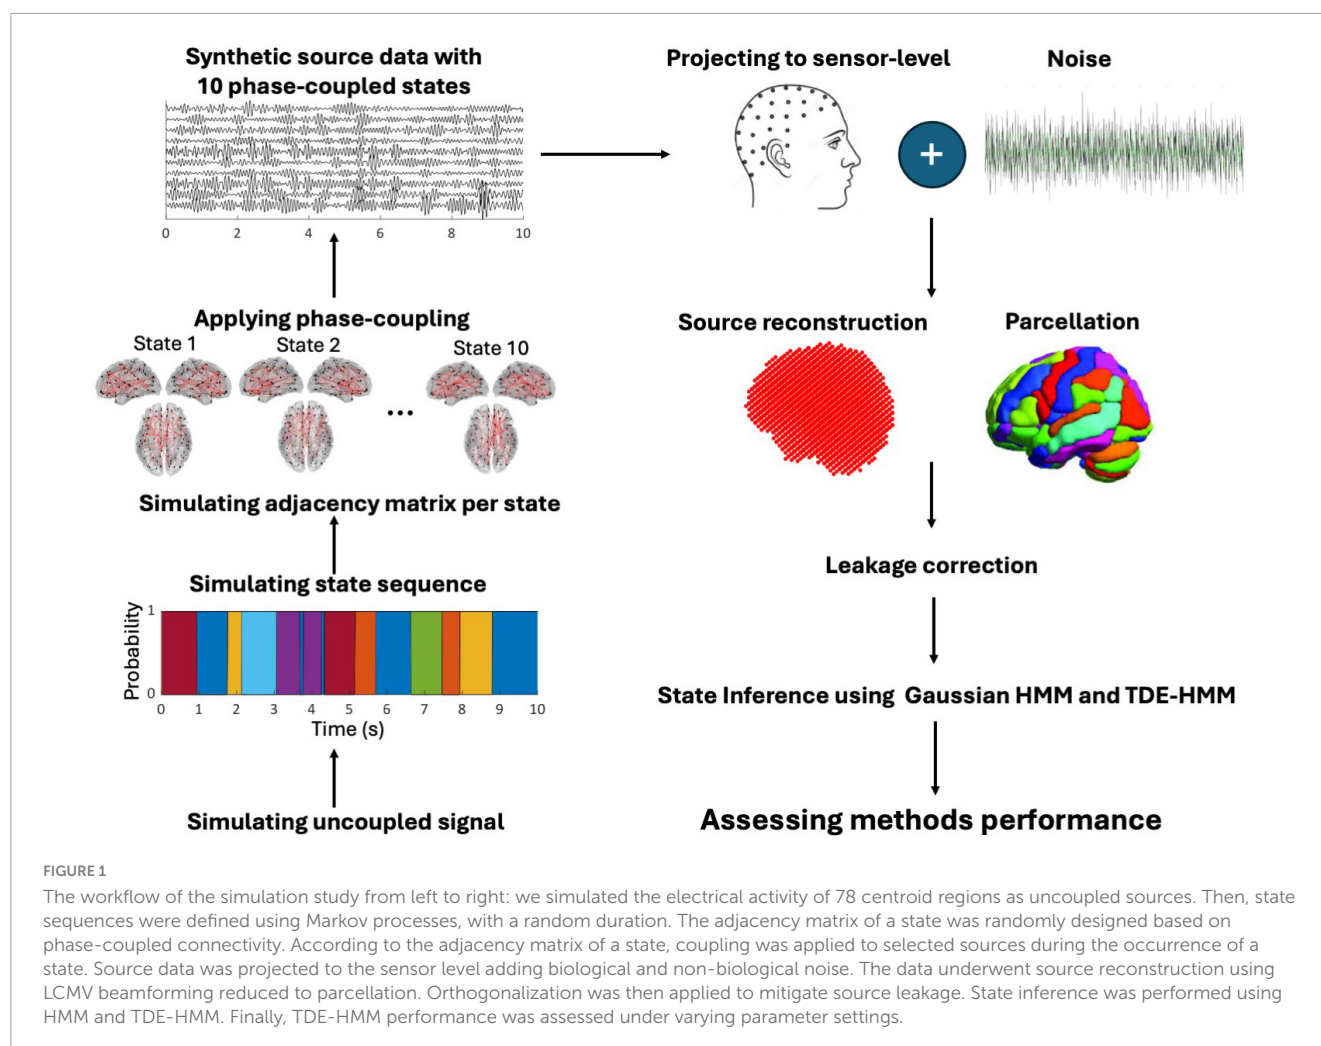 Synthetic source data with
10 phase-coupled states
0 2 4 6 8 10
Projecting to sensor-level
+
Noise
Applying phase-coupling
State 1 State 2 ... State 10
Simulating adjacency matrix per state
Source reconstruction
Parcellation
Leakage correction
Simulating state sequence
Probability
1
0
0 1 2 3 4 5 6 7 8 9 10
Time (s)
State Inference using Gaussian HMM and TDE-HMM
Simulating uncoupled signal
Assessing methods performance
FIGURE 1
The workflow of the simulation study from left to right: we simulated the electrical activity of 78 centroid regions as uncoupled sources. Then, state
sequences were defined using Markov processes, with a random duration. The adjacency matrix of a state was randomly designed based on
phase-coupled connectivity. According to the adjacency matrix of a state, coupling was applied to selected sources during the occurrence of a
state. Source data was projected to the sensor level adding biological and non-biological noise. The data underwent source reconstruction using
LCMV beamforming reduced to parcellation. Orthogonalization was then applied to mitigate source leakage. State inference was performed using
HMM and TDE-HMM. Finally, TDE-HMM performance was assessed under varying parameter settings.